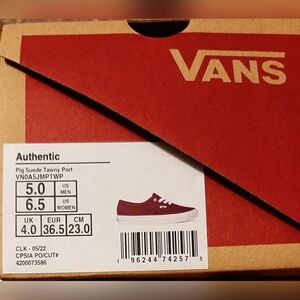 VANS
Authentic
Pig Suede Tawny Port
VN0A5JMPTWP
5.0 US MEN
6.5 US WOMEN
UK EUR CM
4.0 36.5 23.0
CLK - 05/22
CPSIA PO/CUT#
4200073586
1 96244 74257 5